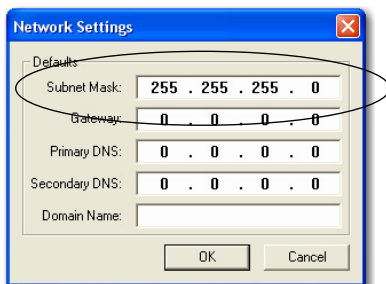 Network Settings
Defaults
Subnet Mask: 255 . 255 . 255 . 0
Gateway: 0 . 0 . 0 . 0
Primary DNS: 0 . 0 . 0 . 0
Secondary DNS: 0 . 0 . 0 . 0
Domain Name:
OK Cancel